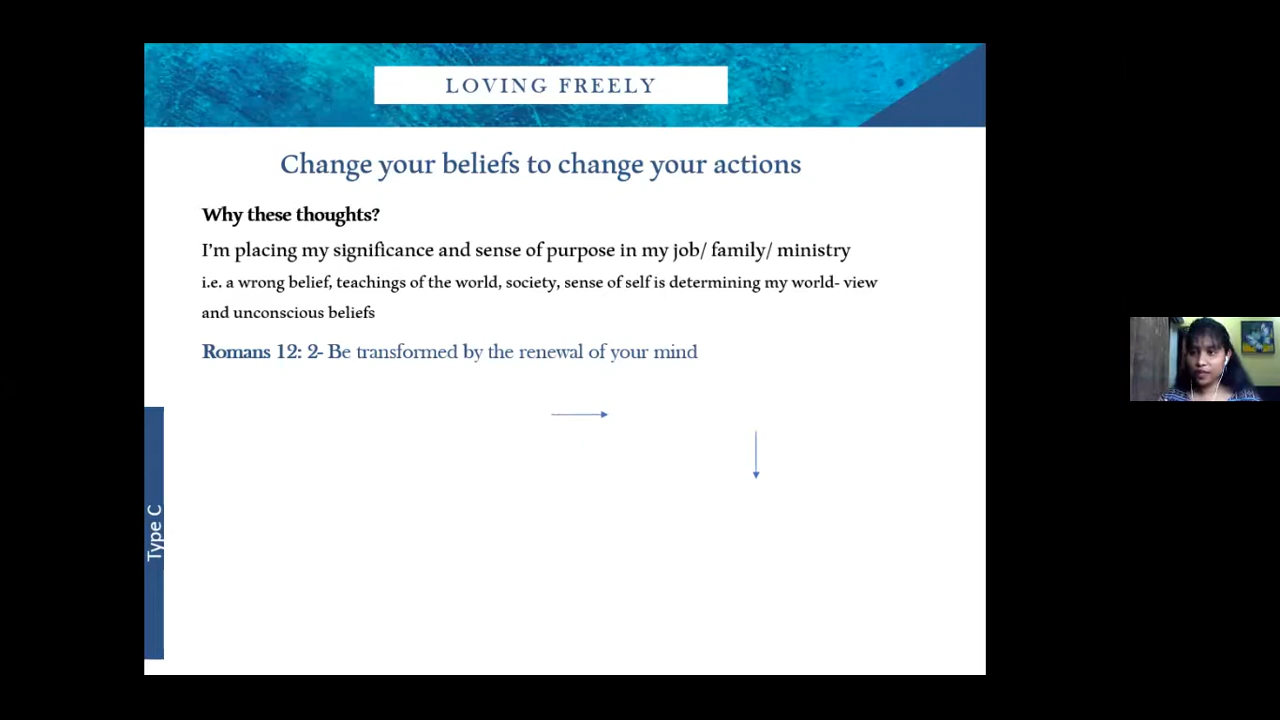 LOVING FREELY
Change your beliefs to change your actions
Why these thoughts?
I'm placing my significance and sense of purpose in my job/ family/ ministry
i.e. a wrong belief, teachings of the world, society, sense of self is determining my world- view
and unconscious beliefs
Romans 12: 2- Be transformed by the renewal of your mind
Type C